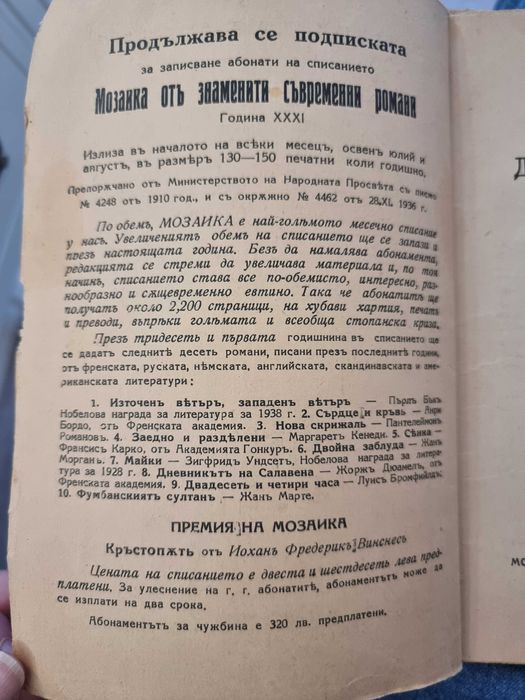 Продължава се подписката
за записване абонати на списанието
Мозаика отъ знаменити съвременни романи
Година XXXI
Излиза въ началото на всѣки месецъ, освен юлий и
августъ, въ размѣръ 130—150 печатни коли годишно.
Препорѫчано отъ Министерството на Народната Просвѣта съ писмо
№ 4248 от 1910 год., и съ окрѫжно № 4462 отъ 28.XI. 1936 г.
По обемъ, МОЗАИКА е най-голѣмото месечно списание
у насъ. Увеличениятъ обемъ на списанието ще се запази и
презъ настоящата година. Безъ да намалява абонамента,
редакцията се стреми да увеличава материала и, по тоя
начинъ, списанието става все по-обемисто, интересно, раз-
нообразно и сѫщевременно евтино. Така че абонатитѣ ще
получатъ около 2,200 страници, на хубави хартия, печатъ
и преводи, въпрѣки голѣмата и всеобща стопанска криза.
Презъ тридесеть и първата годишнина въ списанието ще
се дадатъ следнитѣ десеть романи, писани презъ последнитѣ години,
отъ френската, руската, нѣмската, английската, скандинавската и аме-
риканската литератури:
1. Източенъ вѣтъръ, западенъ вѣтъръ — Пърлъ Бъкъ
Нобелова награда за литература за 1938 г. 2. Сърдце и кръвь — Анри
Бордо, отъ Френската академия. 3. Нова скрижаль — Пантелеймонъ
Романовъ. 4. Заедно и раздѣлени — Маргаретъ Кенеди. 5. Сѣнка —
Франсисъ Карко, отъ Академията Гонкуръ. 6. Двойна заблуда — Жанъ
Морганъ. 7. Майки — Зигфридъ Ундсетъ, Нобелова награда за литера-
тура за 1928 г. 8. Дневникътъ на Салавена — Жоржъ Дюамелъ, отъ
Френската академия. 9. Двадесеть и четири часа — Луисъ Бромфийлдъ;
10. Фумбанскиятъ султанъ — Жанъ Марте.
ПРЕМИЯ НА МОЗАИКА
Кръстопѫть отъ Иоханъ Фредерикъ Винснесъ
Цената на списанието е двеста и шестдесеть лева пред-
платени. За улеснение на г. г. абонатитѣ, абонаментътъ може да
се изплати на два срока.
Абонаментътъ за чужбина е 320 лв. предплатени.